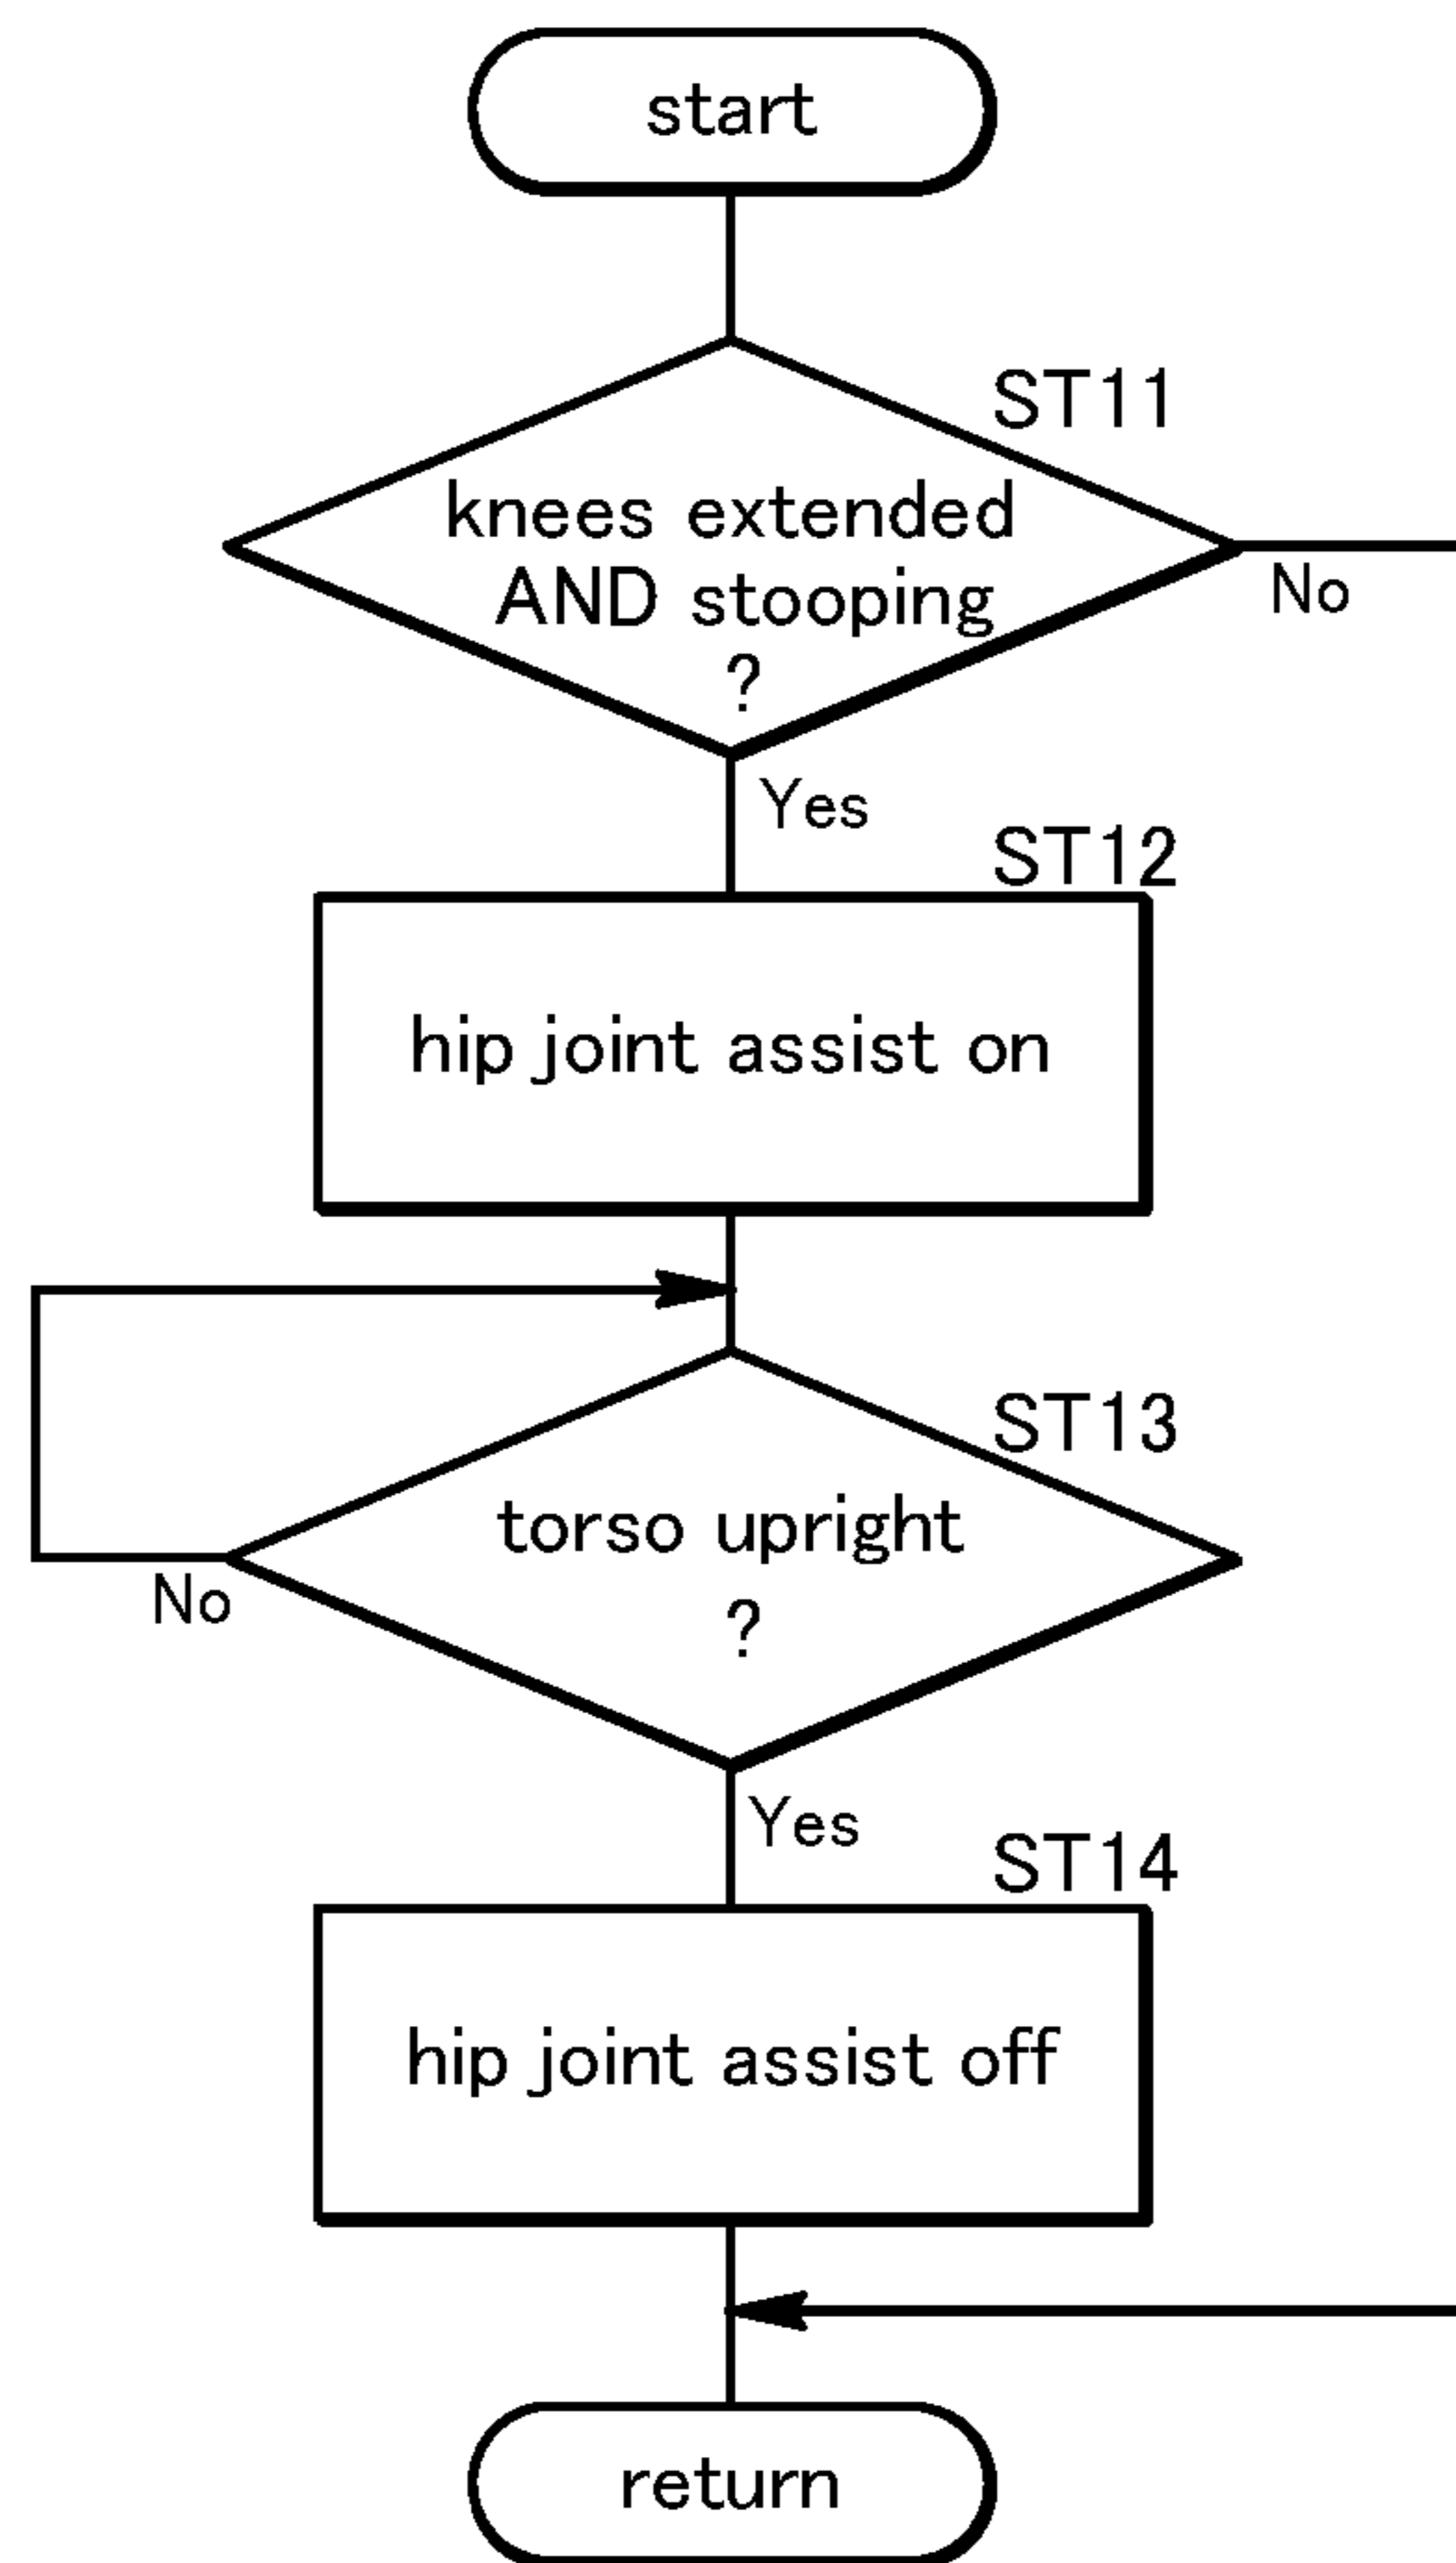 start
ST11
knees extended
AND stooping
?
No
Yes
ST12
hip joint assist on
ST13
torso upright
?
No
Yes
ST14
hip joint assist off
return